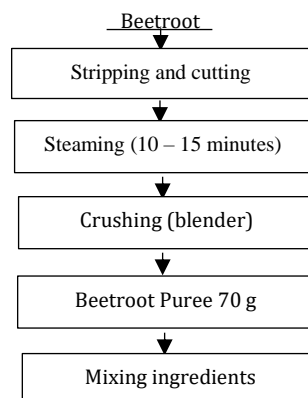 Beetroot
Stripping and cutting
Steaming (10 – 15 minutes)
Crushing (blender)
Beetroot Puree 70 g
Mixing ingredients